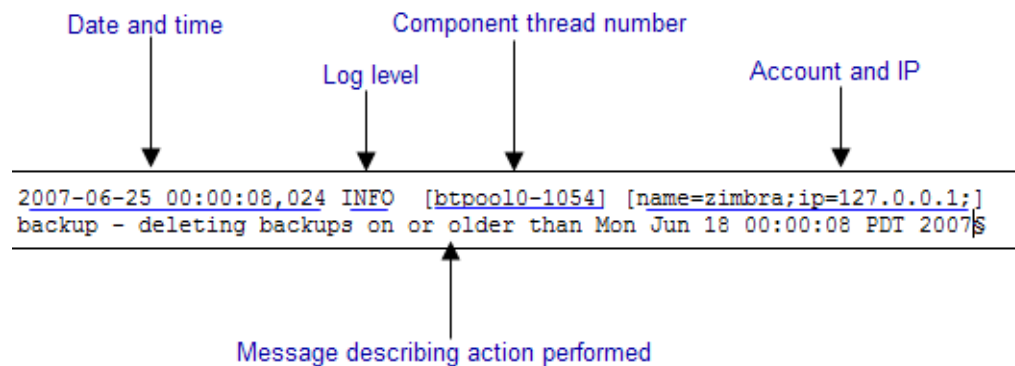 Date and time
Component thread number
Log level
Account and IP
2007-06-25 00:00:08,024 INFO  [btpool0-1054] [name=zimbra;ip=127.0.0.1;]
backup - deleting backups on or older than Mon Jun 18 00:00:08 PDT 2007§
Message describing action performed